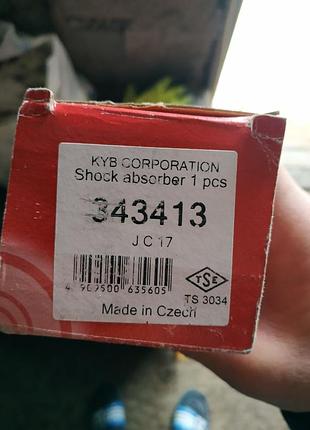 KYB CORPORATION
Shock absorber 1 pcs
343413
J C 17
4 909500 635605
TSE
TS 3034
Made in Czech